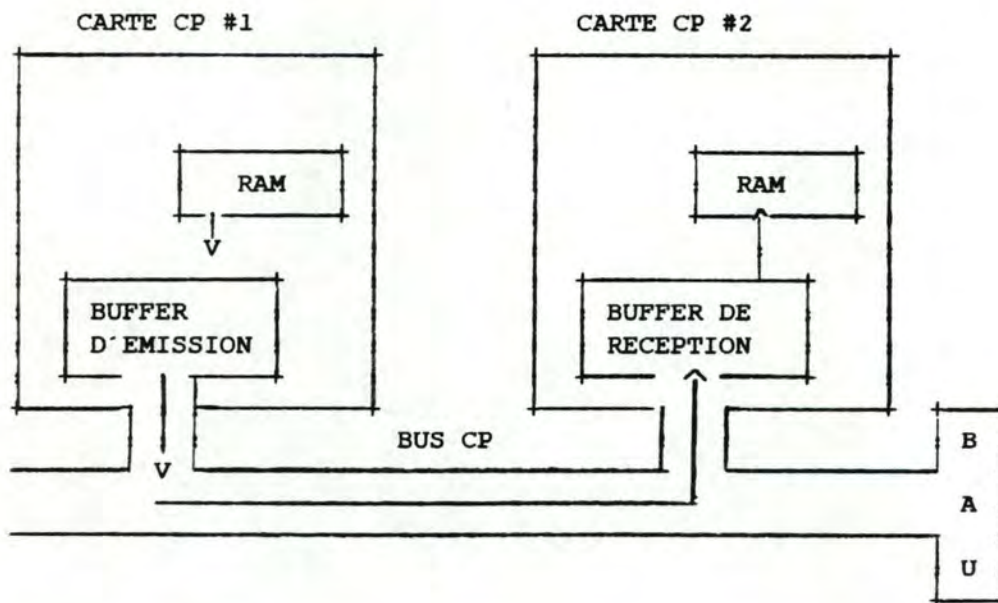 CARTE CP #1
CARTE CP #2
RAM
RAM
BUFFER
D'EMISSION
BUFFER DE
RECEPTION
BUS CP
B
A
U